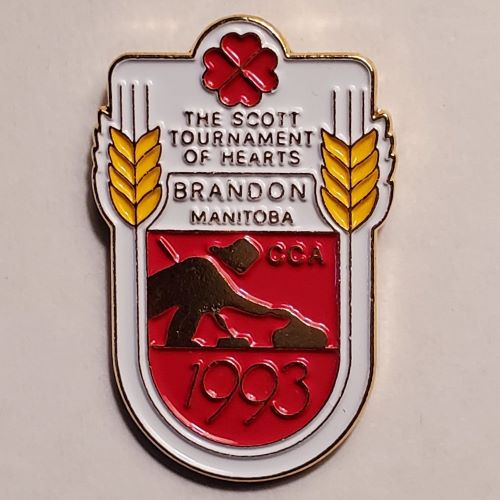 THE SCOTT
TOURNAMENT
OF HEARTS
BRANDON
MANITOBA
CCA
1993